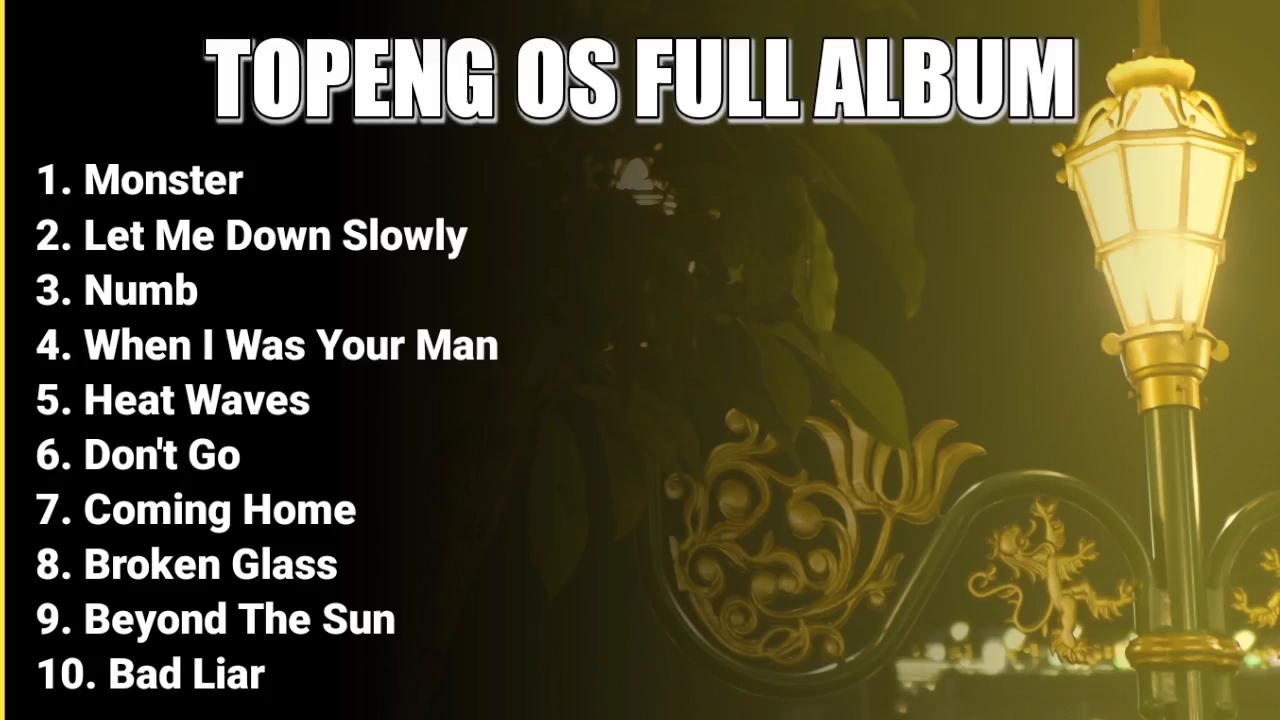 TOPENG OS FULL ALBUM
1. Monster
2. Let Me Down Slowly
3. Numb
4. When I Was Your Man
5. Heat Waves
6. Don't Go
7. Coming Home
8. Broken Glass
9. Beyond The Sun
10. Bad Liar